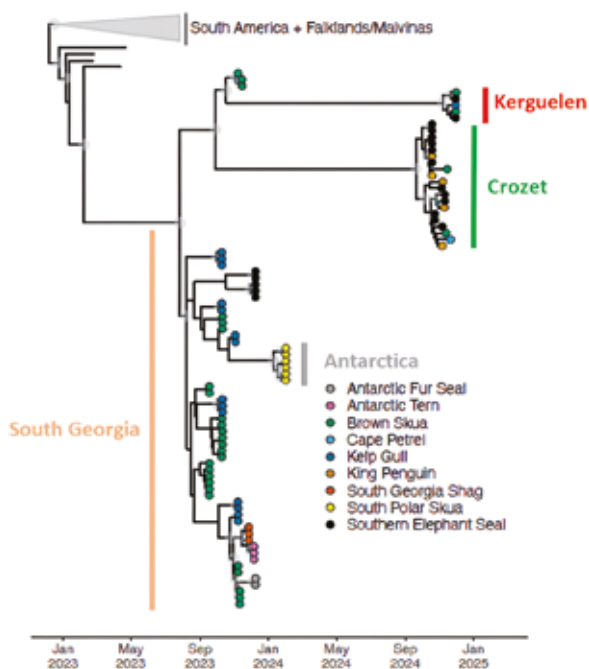 South America + Falklands/Malvinas
Kerguelen
Crozet
Antarctica
Antarctic Fur Seal
Antarctic Tern
Brown Skua
Cape Petrel
Kelp Gull
King Penguin
South Georgia Shag
South Polar Skua
Southern Elephant Seal
South Georgia
Jan May Sep Jan May Sep Jan
2023 2023 2023 2024 2024 2024 2025